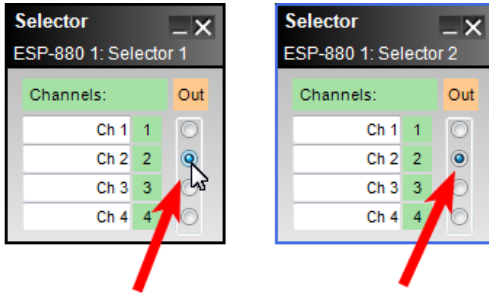 Selector
ESP-880 1: Selector 1
Channels: Out
Ch 1 1
Ch 2 2
Ch 3 3
Ch 4 4
Selector
ESP-880 1: Selector 2
Channels: Out
Ch 1 1
Ch 2 2
Ch 3 3
Ch 4 4